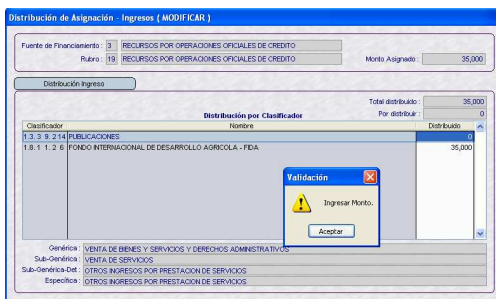 Distribución de Asignación - Ingresos ( MODIFICAR )
Fuente de Financiamiento : 3 RECURSOS POR OPERACIONES OFICIALES DE CREDITO
Rubro : 19 RECURSOS POR OPERACIONES OFICIALES DE CREDITO Monto Asignado : 35,000
Distribución Ingreso
Total distribuido : 35,000
Distribución por Clasificador Por distribuir : 0
Clasificador Nombre Distribuido
1.3. 3 9. 2 14 PUBLICACIONES 0
1.8. 1 1. 2 6 FONDO INTERNACIONAL DE DESARROLLO AGRICOLA - FIDA 35,000
Validación
Ingresar Monto.
Aceptar
Genérica : VENTA DE BIENES Y SERVICIOS Y DERECHOS ADMINISTRATIVOS
Sub-Genérica : VENTA DE SERVICIOS
Sub-Genérica-Det : OTROS INGRESOS POR PRESTACION DE SERVICIOS
Específica : OTROS INGRESOS POR PRESTACION DE SERVICIOS